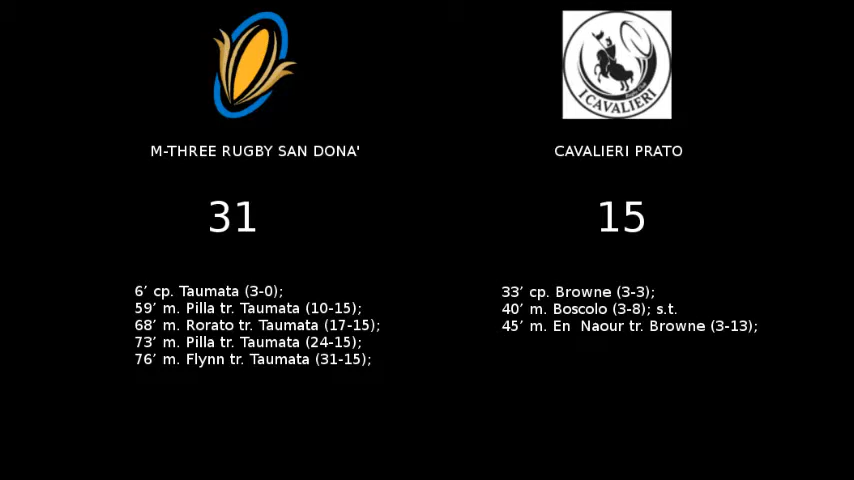 I CAVALIERI
M-THREE RUGBY SAN DONA'
CAVALIERI PRATO
31
15
6′ cp. Taumata (3-0);
59′ m. Pilla tr. Taumata (10-15);
68′ m. Rorato tr. Taumata (17-15);
73′ m. Pilla tr. Taumata (24-15);
76′ m. Flynn tr. Taumata (31-15);
33′ cp. Browne (3-3);
40′ m. Boscolo (3-8); s.t.
45′ m. En  Naour tr. Browne (3-13);